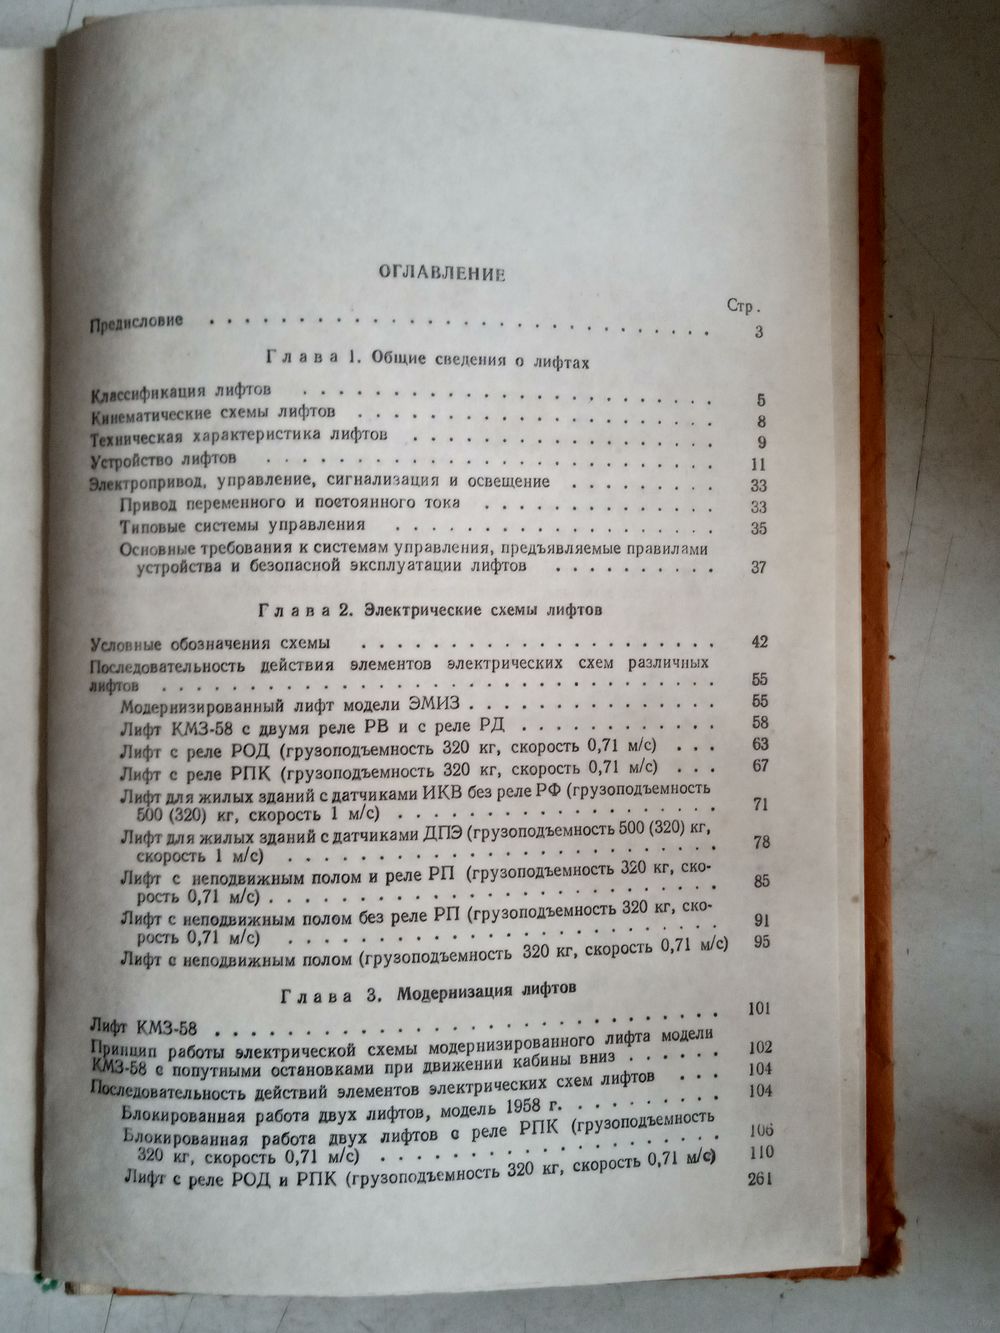 ОГЛАВЛЕНИЕ
Стр.
Предисловие . . . . . . . . . . . . . . . . . . . . . . . . . . . . 3
Глава 1. Общие сведения о лифтах
Классификация лифтов . . . . . . . . . . . . . . . . . . . . . . . 5
Кинематические схемы лифтов . . . . . . . . . . . . . . . . . . . . 8
Техническая характеристика лифтов . . . . . . . . . . . . . . . . . 9
Устройство лифтов . . . . . . . . . . . . . . . . . . . . . . . . . 11
Электропривод, управление, сигнализация и освещение . . . . . . . . 33
Привод переменного и постоянного тока . . . . . . . . . . . . . 33
Типовые системы управления . . . . . . . . . . . . . . . . . . 35
Основные требования к системам управления, предъявляемые правилами
устройства и безопасной эксплуатации лифтов . . . . . . . . . 37
Глава 2. Электрические схемы лифтов
Условные обозначения схемы . . . . . . . . . . . . . . . . . . . . 42
Последовательность действия элементов электрических схем различных
лифтов . . . . . . . . . . . . . . . . . . . . . . . . . . . . . . 55
Модернизированный лифт модели ЭМИЗ . . . . . . . . . . . . . . 55
Лифт КМЗ-58 с двумя реле РВ и с реле РД . . . . . . . . . . . 58
Лифт с реле РОД (грузоподъемность 320 кг, скорость 0,71 м/с) . . . 63
Лифт с реле РПК (грузоподъемность 320 кг, скорость 0,71 м/с) . . . 67
Лифт для жилых зданий с датчиками ИКВ без реле РФ (грузоподъемность
500 (320) кг, скорость 1 м/с) . . . . . . . . . . . . . . . . . 71
Лифт для жилых зданий с датчиками ДПЭ (грузоподъемность 500 (320) кг,
скорость 1 м/с) . . . . . . . . . . . . . . . . . . . . . . . . 78
Лифт с неподвижным полом и реле РП (грузоподъемность 320 кг, ско-
рость 0,71 м/с) . . . . . . . . . . . . . . . . . . . . . . . . . 85
Лифт с неподвижным полом без реле РП (грузоподъемность 320 кг, ско-
рость 0,71 м/с) . . . . . . . . . . . . . . . . . . . . . . . . 91
Лифт с неподвижным полом (грузоподъемность 320 кг, скорость 0,71 м/с) 95
Глава 3. Модернизация лифтов
Лифт КМЗ-58 . . . . . . . . . . . . . . . . . . . . . . . . . . . . 101
Принцип работы электрической схемы модернизированного лифта модели
КМЗ-58 с попутными остановками при движении кабины вниз . . . . . . 102
Последовательность действий элементов электрических схем лифтов . . . 104
Блокированная работа двух лифтов, модель 1958 г. . . . . . . . . 104
Блокированная работа двух лифтов с реле РПК (грузоподъемность
320 кг, скорость 0,71 м/с) . . . . . . . . . . . . . . . . . . 106
Лифт с реле РОД и РПК (грузоподъемность 320 кг, скорость 0,71 м/с) 110
261